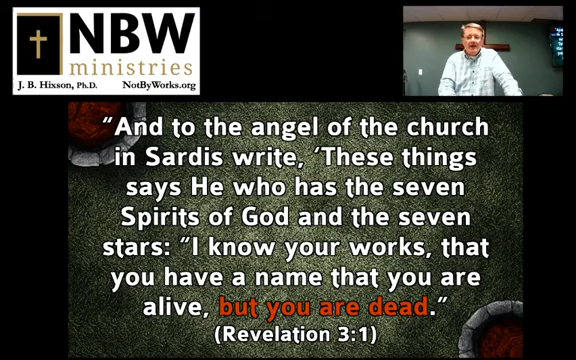 NBW
ministries
J. B. Hixson, Ph.D. NotByWorks.org
“And to the angel of the church
in Sardis write, ‘These things
says He who has the seven
Spirits of God and the seven
stars: “I know your works, that
you have a name that you are
alive, but you are dead.”
(Revelation 3:1)